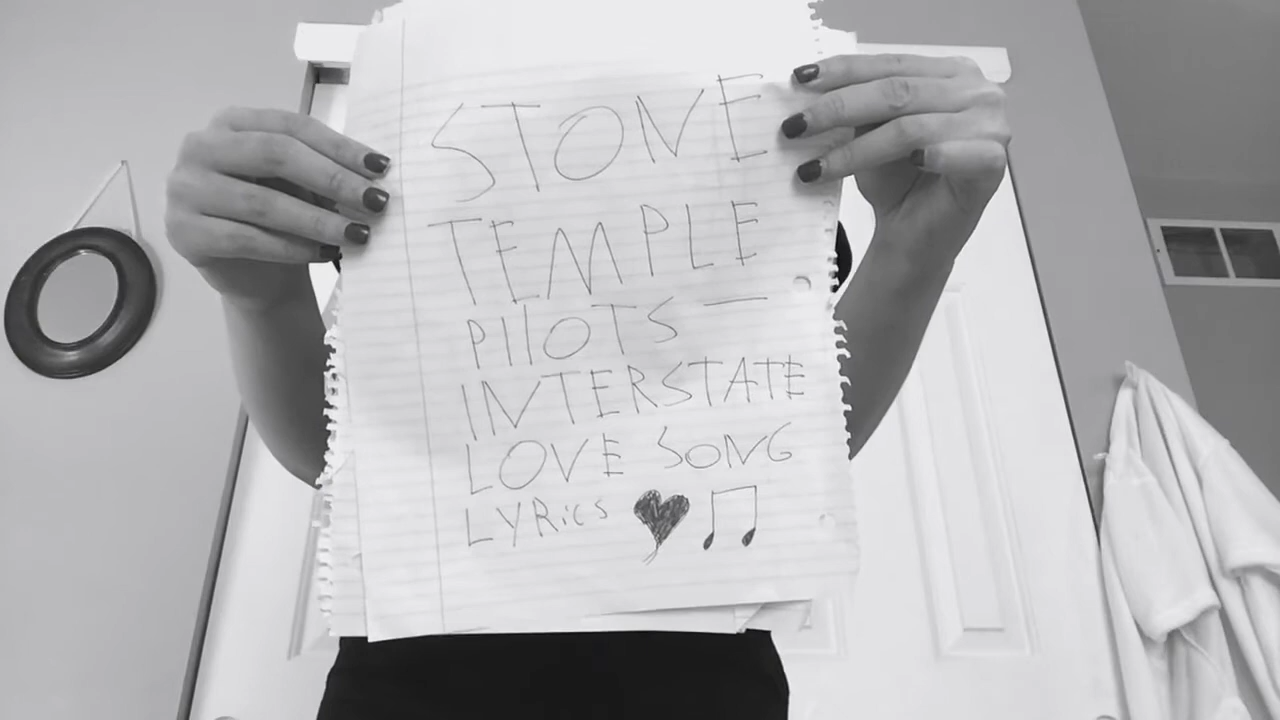 STONE
TEMPLE
PILOTS —
INTERSTATE
LOVE SONG
LYRICS ♥ ♫